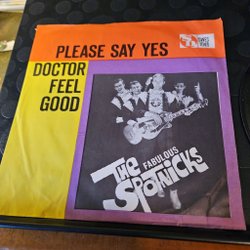 PLEASE SAY YES
DOCTOR
FEEL
GOOD
THE
FABULOUS
SPOTNICKS